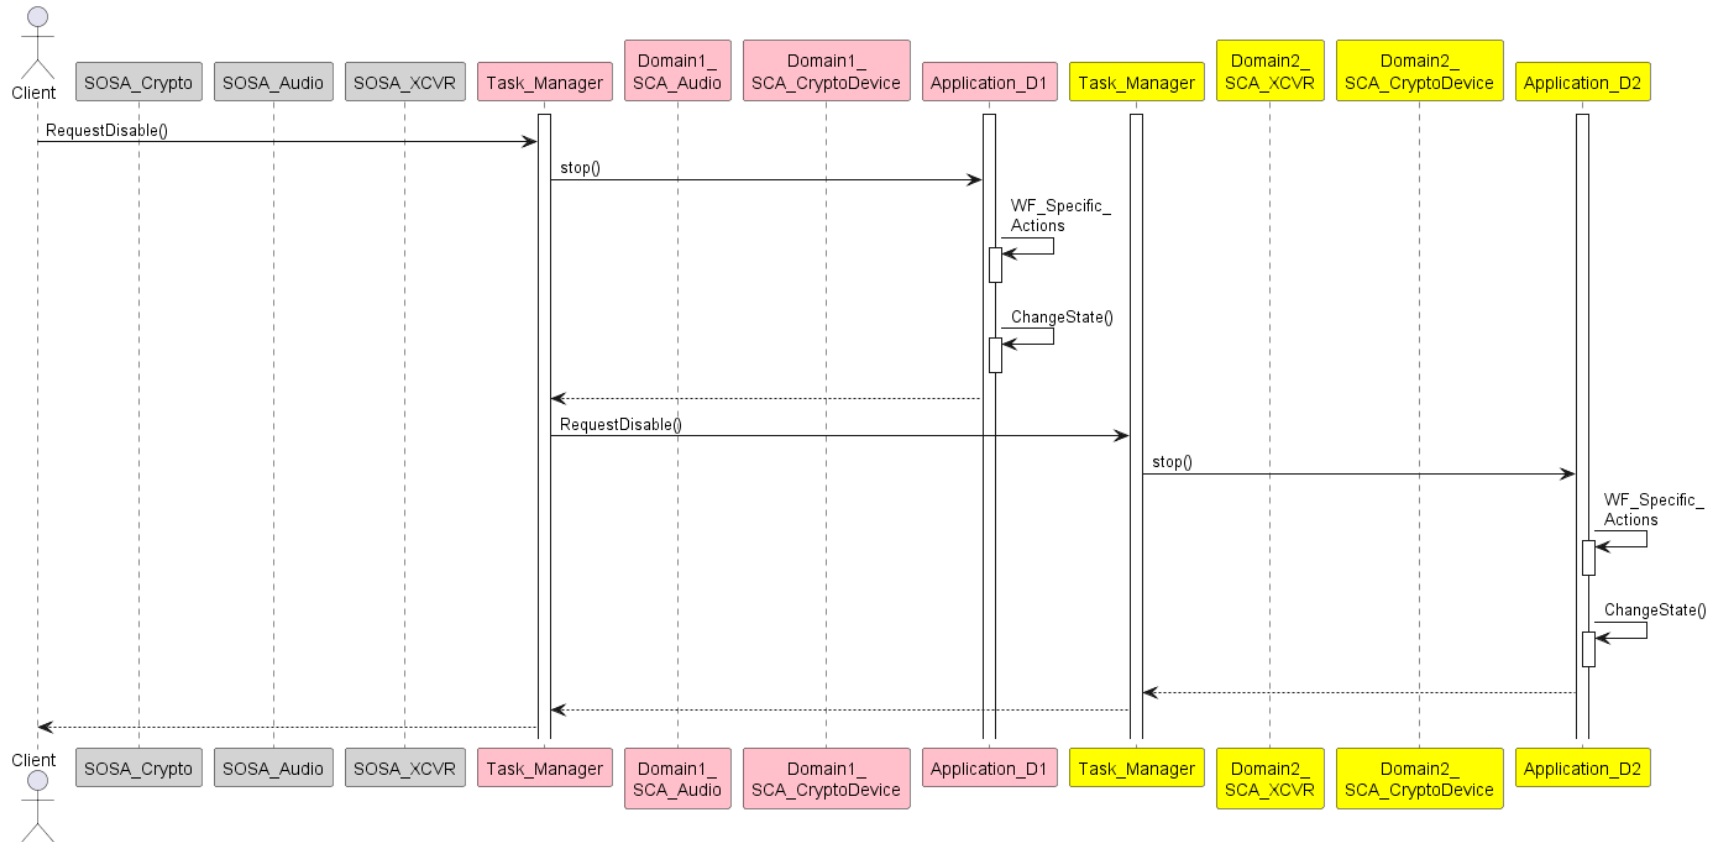 Client
SOSA_Crypto
SOSA_Audio
SOSA_XCVR
Task_Manager
Domain1_
SCA_Audio
Domain1_
SCA_CryptoDevice
Application_D1
Task_Manager
Domain2_
SCA_XCVR
Domain2_
SCA_CryptoDevice
Application_D2
RequestDisable()
stop()
WF_Specific_
Actions
ChangeState()
RequestDisable()
stop()
WF_Specific_
Actions
ChangeState()
Client
SOSA_Crypto
SOSA_Audio
SOSA_XCVR
Task_Manager
Domain1_
SCA_Audio
Domain1_
SCA_CryptoDevice
Application_D1
Task_Manager
Domain2_
SCA_XCVR
Domain2_
SCA_CryptoDevice
Application_D2